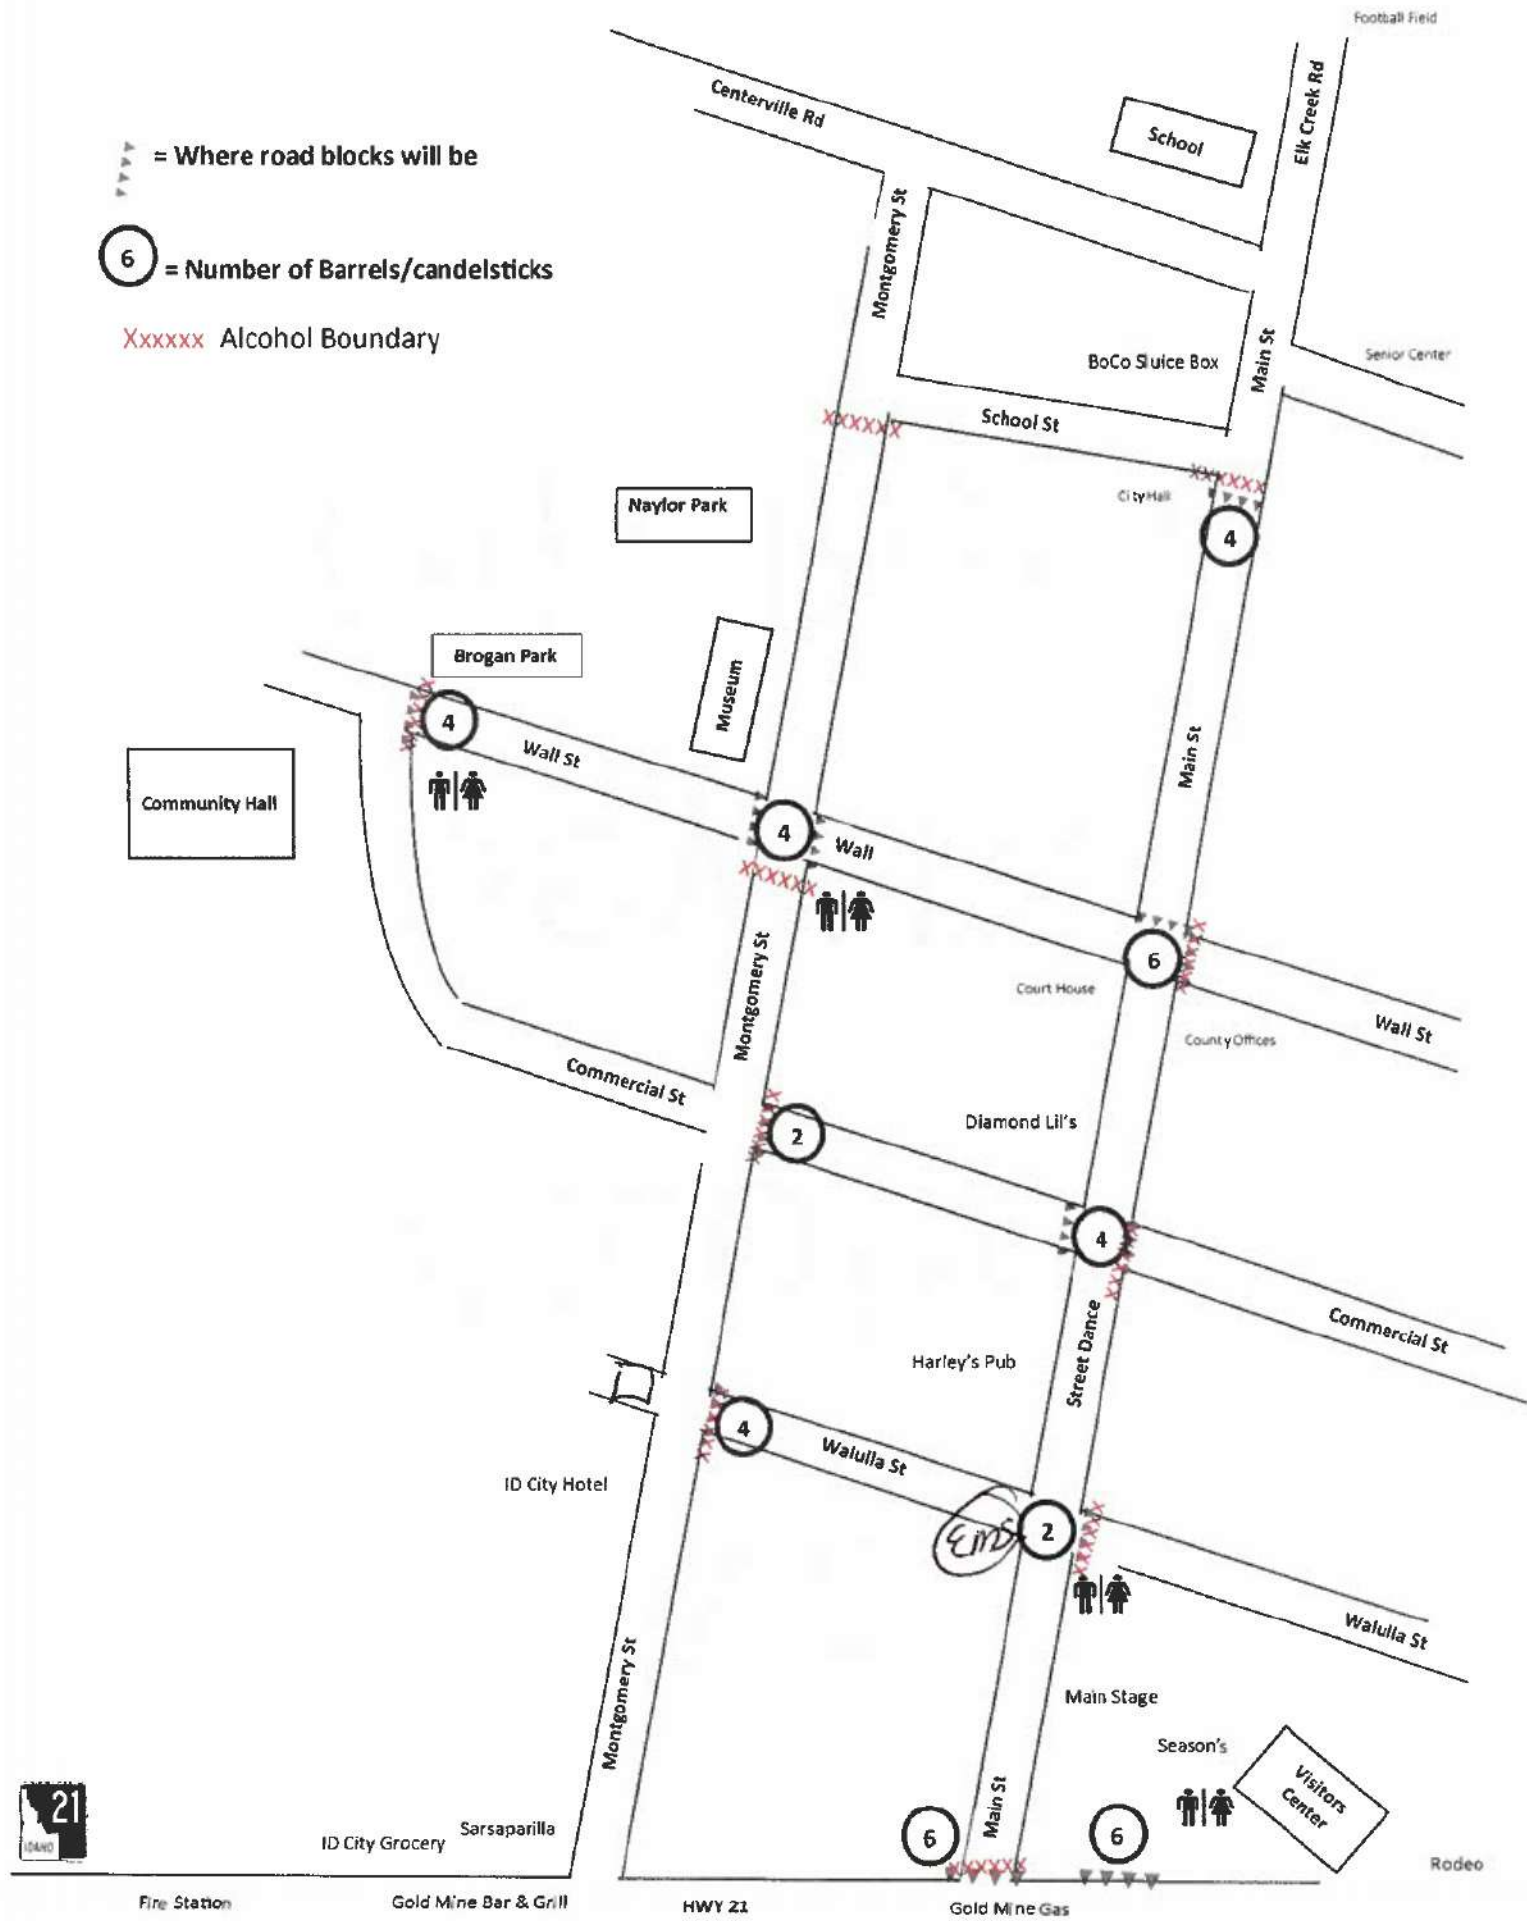 Football Field
Elk Creek Rd
Centerville Rd
School
= Where road blocks will be
6
= Number of Barrels/candelsticks
Xxxxxx Alcohol Boundary
Montgomery St
BoCo Sluice Box
Main St
Senior Center
School St
XXXXXX
XXXXXX
City Hall
4
Naylor Park
Brogan Park
Museum
4
Wall St
Main St
Community Hall
4
Wall
XXXXXX
6
Court House
Wall St
County Offices
Montgomery St
Commercial St
2
Diamond Lil's
4
Commercial St
Street Dance
Harley's Pub
4
Walulla St
ID City Hotel
EMS
2
Walulla St
Montgomery St
Main Stage
Season's
Visitors
Center
21
IDAHO
Main St
6
6
Sarsaparilla
ID City Grocery
XXXXXX
Rodeo
Fire Station
Gold Mine Bar & Grill
HWY 21
Gold Mine Gas